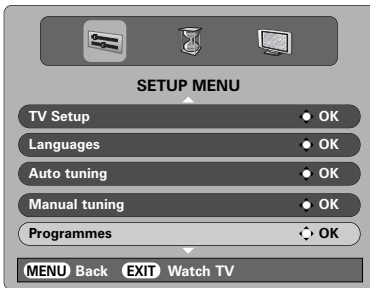 SETUP MENU
TV Setup OK
Languages OK
Auto tuning OK
Manual tuning OK
Programmes OK
MENU Back EXIT Watch TV